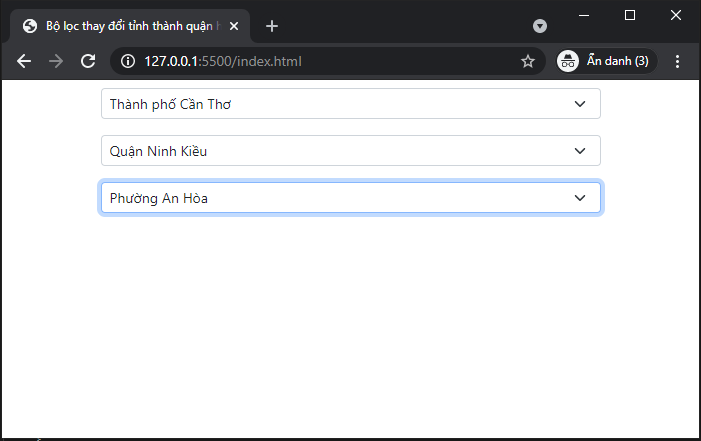 Bộ lọc thay đổi tỉnh thành quận h
127.0.0.1:5500/index.html
Ẩn danh (3)
Thành phố Cần Thơ
Quận Ninh Kiều
Phường An Hòa